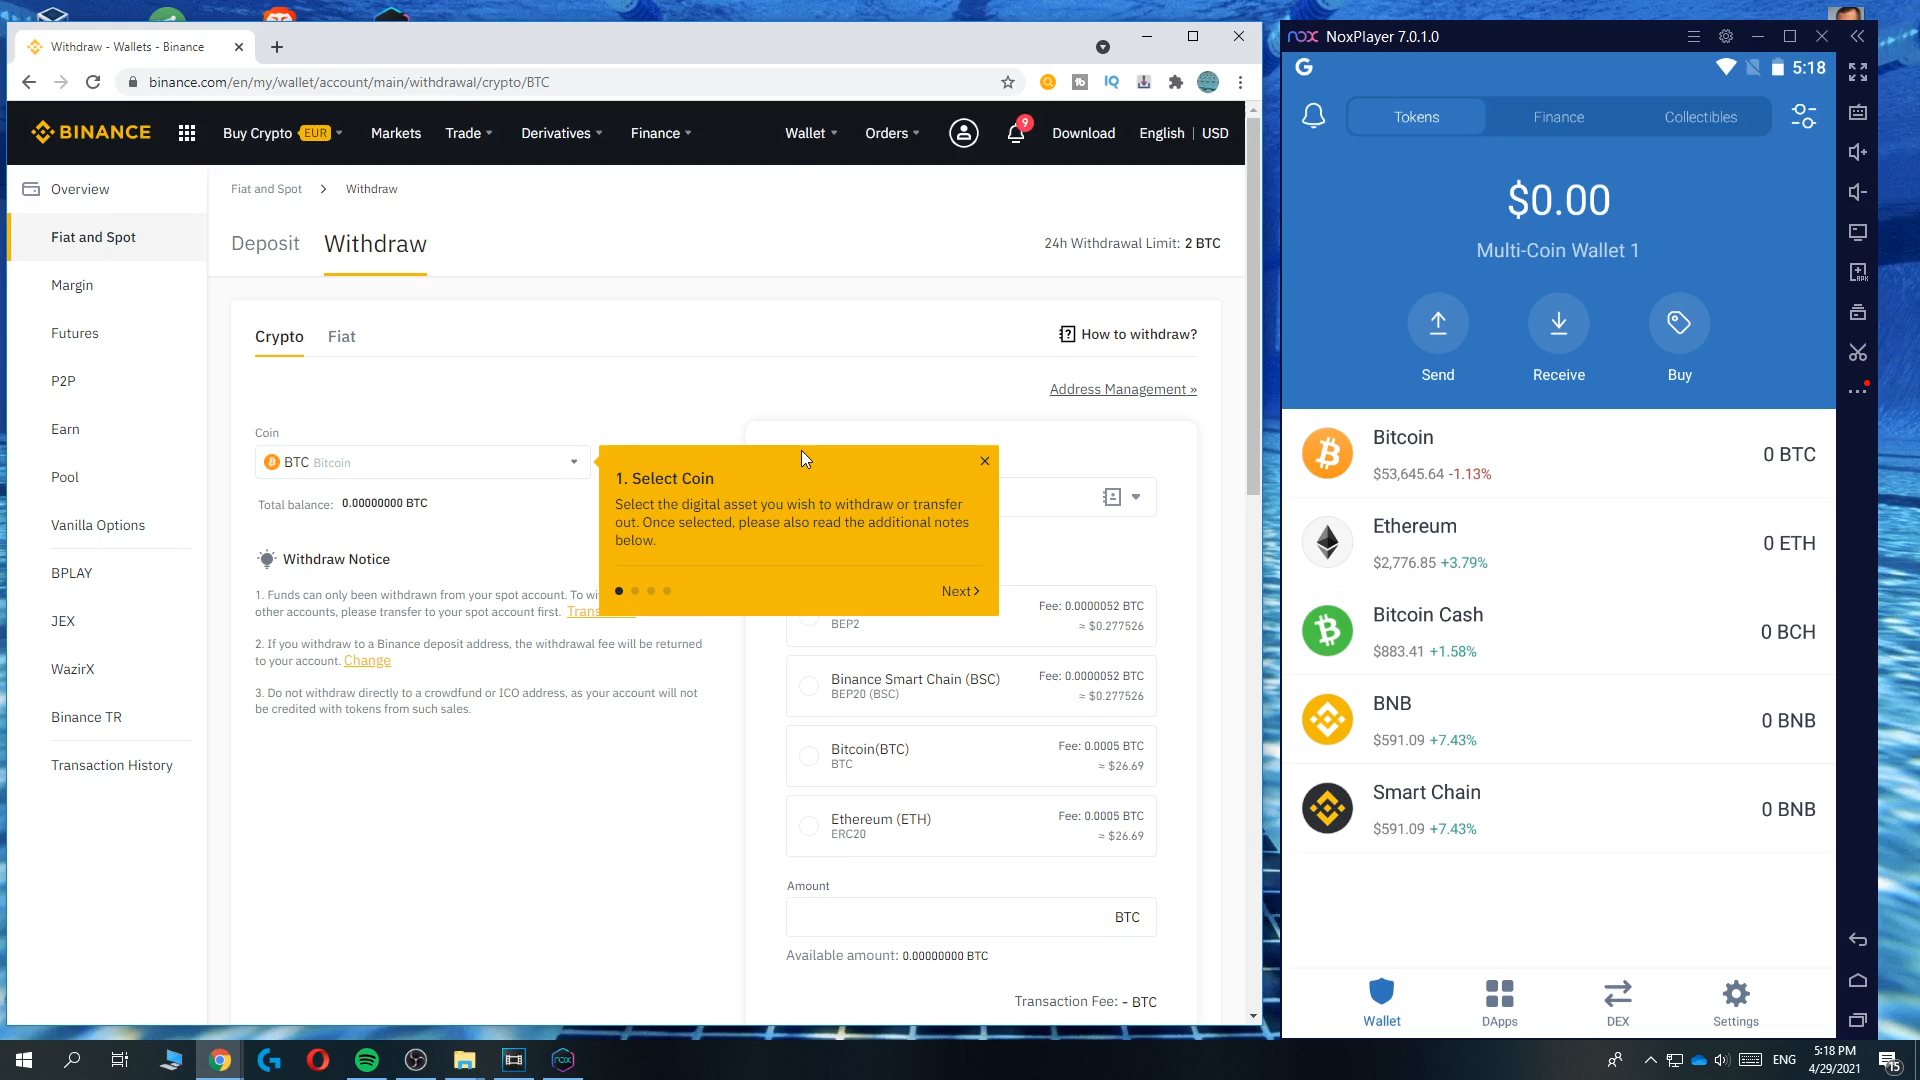 Withdraw - Wallets - Binance
binance.com/en/my/wallet/account/main/withdrawal/crypto/BTC
IQ
BINANCE
Buy Crypto EUR
Markets
Trade
Derivatives
Finance
Wallet
Orders
9
Download
English | USD
Overview
Fiat and Spot
Margin
Futures
P2P
Earn
Pool
Vanilla Options
BPLAY
JEX
WazirX
Binance TR
Transaction History
Fiat and Spot > Withdraw
Deposit Withdraw
24h Withdrawal Limit: 2 BTC
Crypto Fiat
How to withdraw?
Address Management »
Coin
BTC Bitcoin
Total balance: 0.00000000 BTC
Withdraw Notice
1. Funds can only been withdrawn from your spot account. To wi
other accounts, please transfer to your spot account first. Trans
2. If you withdraw to a Binance deposit address, the withdrawal fee will be returned
to your account. Change
3. Do not withdraw directly to a crowdfund or ICO address, as your account will not
be credited with tokens from such sales.
1. Select Coin
Select the digital asset you wish to withdraw or transfer
out. Once selected, please also read the additional notes
below.
Next
BEP2
Fee: 0.0000052 BTC
≈ $0.277526
Binance Smart Chain (BSC)
BEP20 (BSC)
Fee: 0.0000052 BTC
≈ $0.277526
Bitcoin(BTC)
BTC
Fee: 0.0005 BTC
≈ $26.69
Ethereum (ETH)
ERC20
Fee: 0.0005 BTC
≈ $26.69
Amount
BTC
Available amount: 0.00000000 BTC
Transaction Fee: - BTC
nox NoxPlayer 7.0.1.0
G
5:18
Tokens
Finance
Collectibles
$0.00
Multi-Coin Wallet 1
Send
Receive
Buy
Bitcoin
$53,645.64 -1.13%
0 BTC
Ethereum
$2,776.85 +3.79%
0 ETH
Bitcoin Cash
$883.41 +1.58%
0 BCH
BNB
$591.09 +7.43%
0 BNB
Smart Chain
$591.09 +7.43%
0 BNB
Wallet
DApps
DEX
Settings
nox
ENG
5:18 PM
4/29/2021
15